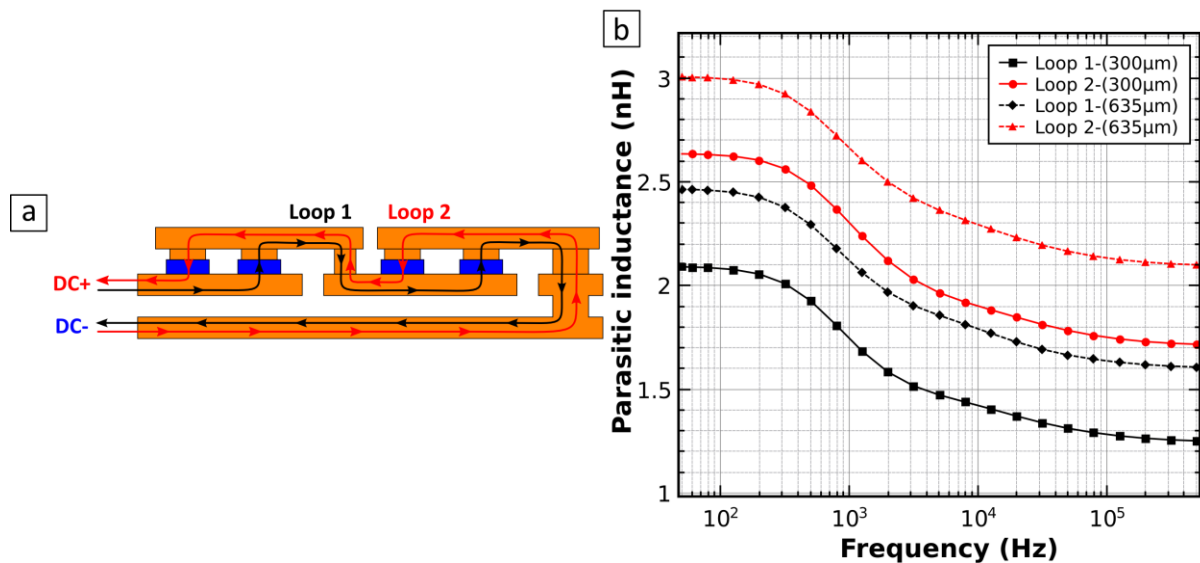 a
Loop 1 Loop 2
DC+
DC-
b
Parasitic inductance (nH)
3
2.5
2
1.5
1
10²
10³
10⁴
10⁵
Frequency (Hz)
Loop 1-(300μm)
Loop 2-(300μm)
Loop 1-(635μm)
Loop 2-(635μm)